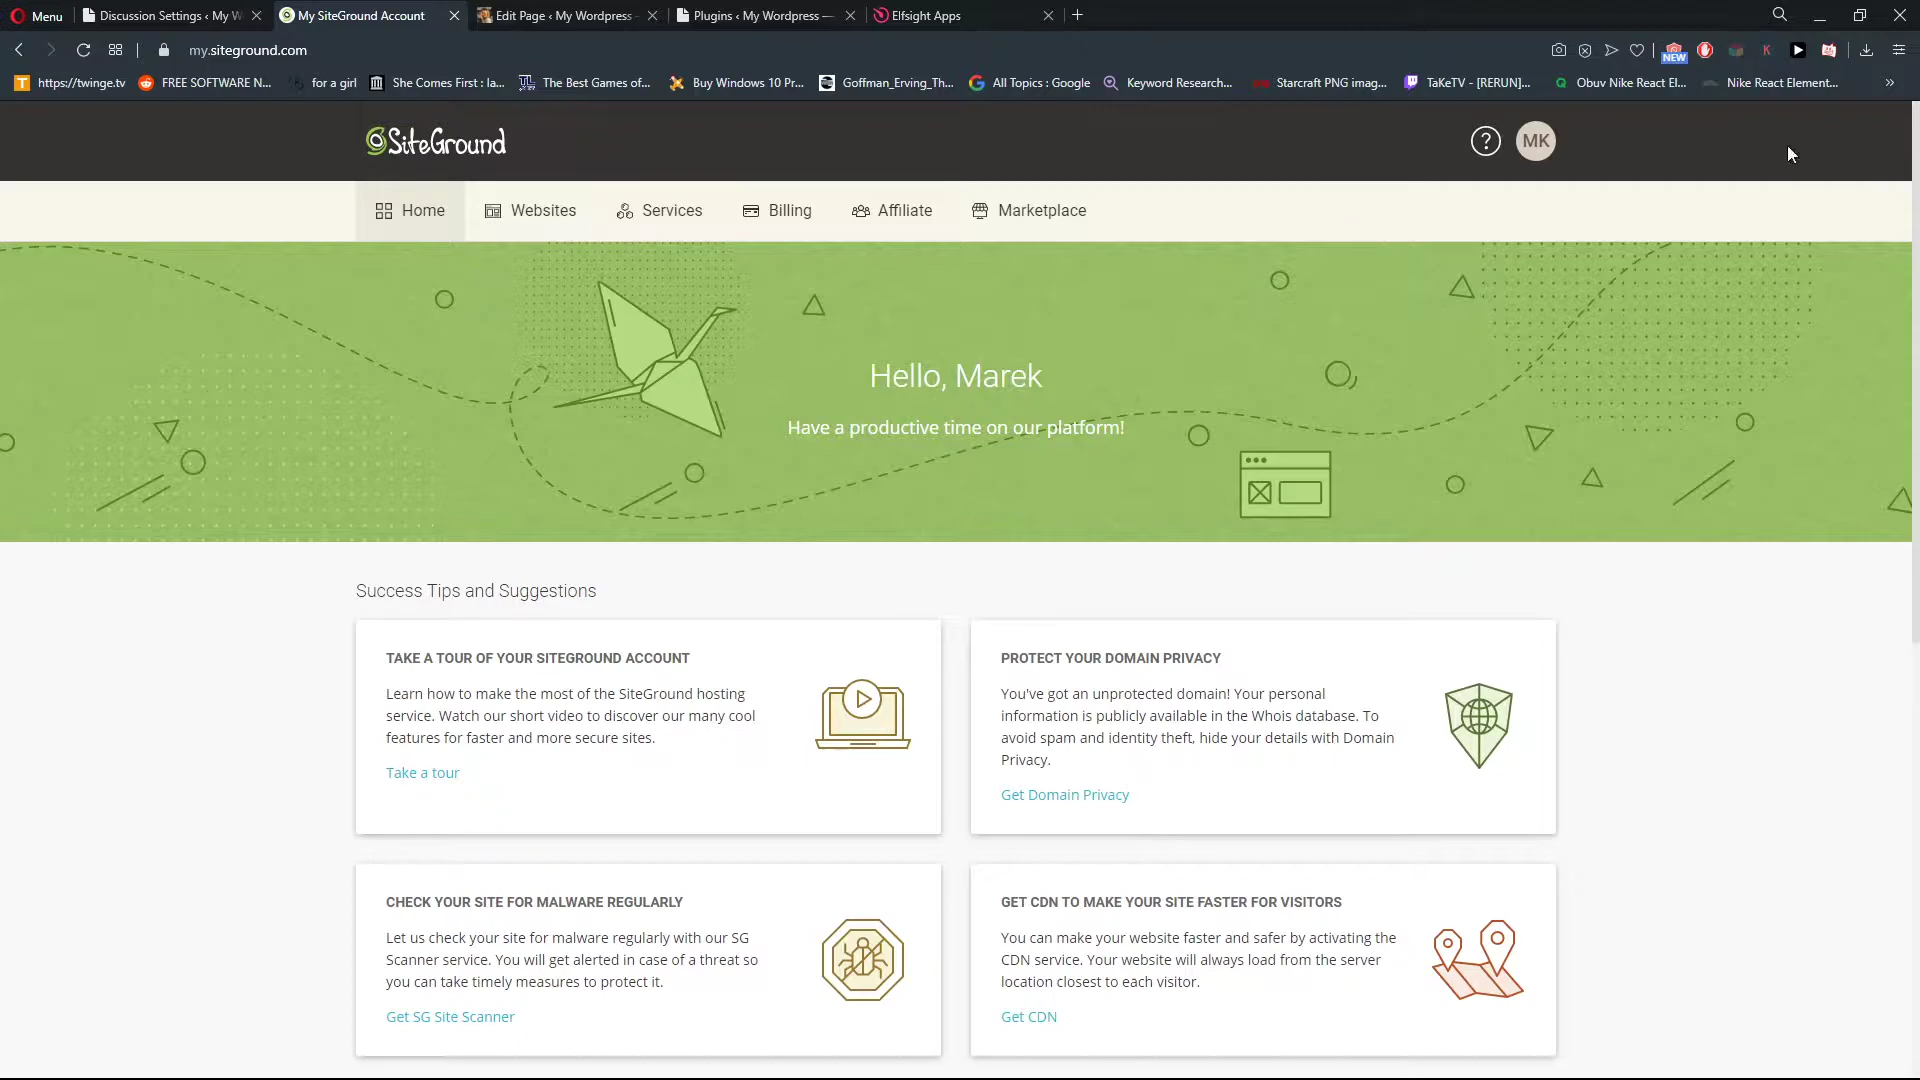 Menu
Discussion Settings ‹ My W
My SiteGround Account
Edit Page ‹ My Wordpress
Plugins ‹ My Wordpress —
Elfsight Apps
my.siteground.com
NEW
K
T
https://twinge.tv
FREE SOFTWARE N...
for a girl
She Comes First : Ia...
The Best Games of...
Buy Windows 10 Pr...
Goffman_Erving_Th...
All Topics : Google
Keyword Research...
Starcraft PNG imag...
TaKeTV - [RERUN]...
Obuv Nike React El...
Nike React Element...
»
SiteGround
?
MK
Home
Websites
Services
Billing
Affiliate
Marketplace
Hello, Marek
Have a productive time on our platform!
Success Tips and Suggestions
TAKE A TOUR OF YOUR SITEGROUND ACCOUNT
Learn how to make the most of the SiteGround hosting
service. Watch our short video to discover our many cool
features for faster and more secure sites.
Take a tour
PROTECT YOUR DOMAIN PRIVACY
You've got an unprotected domain! Your personal
information is publicly available in the Whois database. To
avoid spam and identity theft, hide your details with Domain
Privacy.
Get Domain Privacy
CHECK YOUR SITE FOR MALWARE REGULARLY
Let us check your site for malware regularly with our SG
Scanner service. You will get alerted in case of a threat so
you can take timely measures to protect it.
Get SG Site Scanner
GET CDN TO MAKE YOUR SITE FASTER FOR VISITORS
You can make your website faster and safer by activating the
CDN service. Your website will always load from the server
location closest to each visitor.
Get CDN